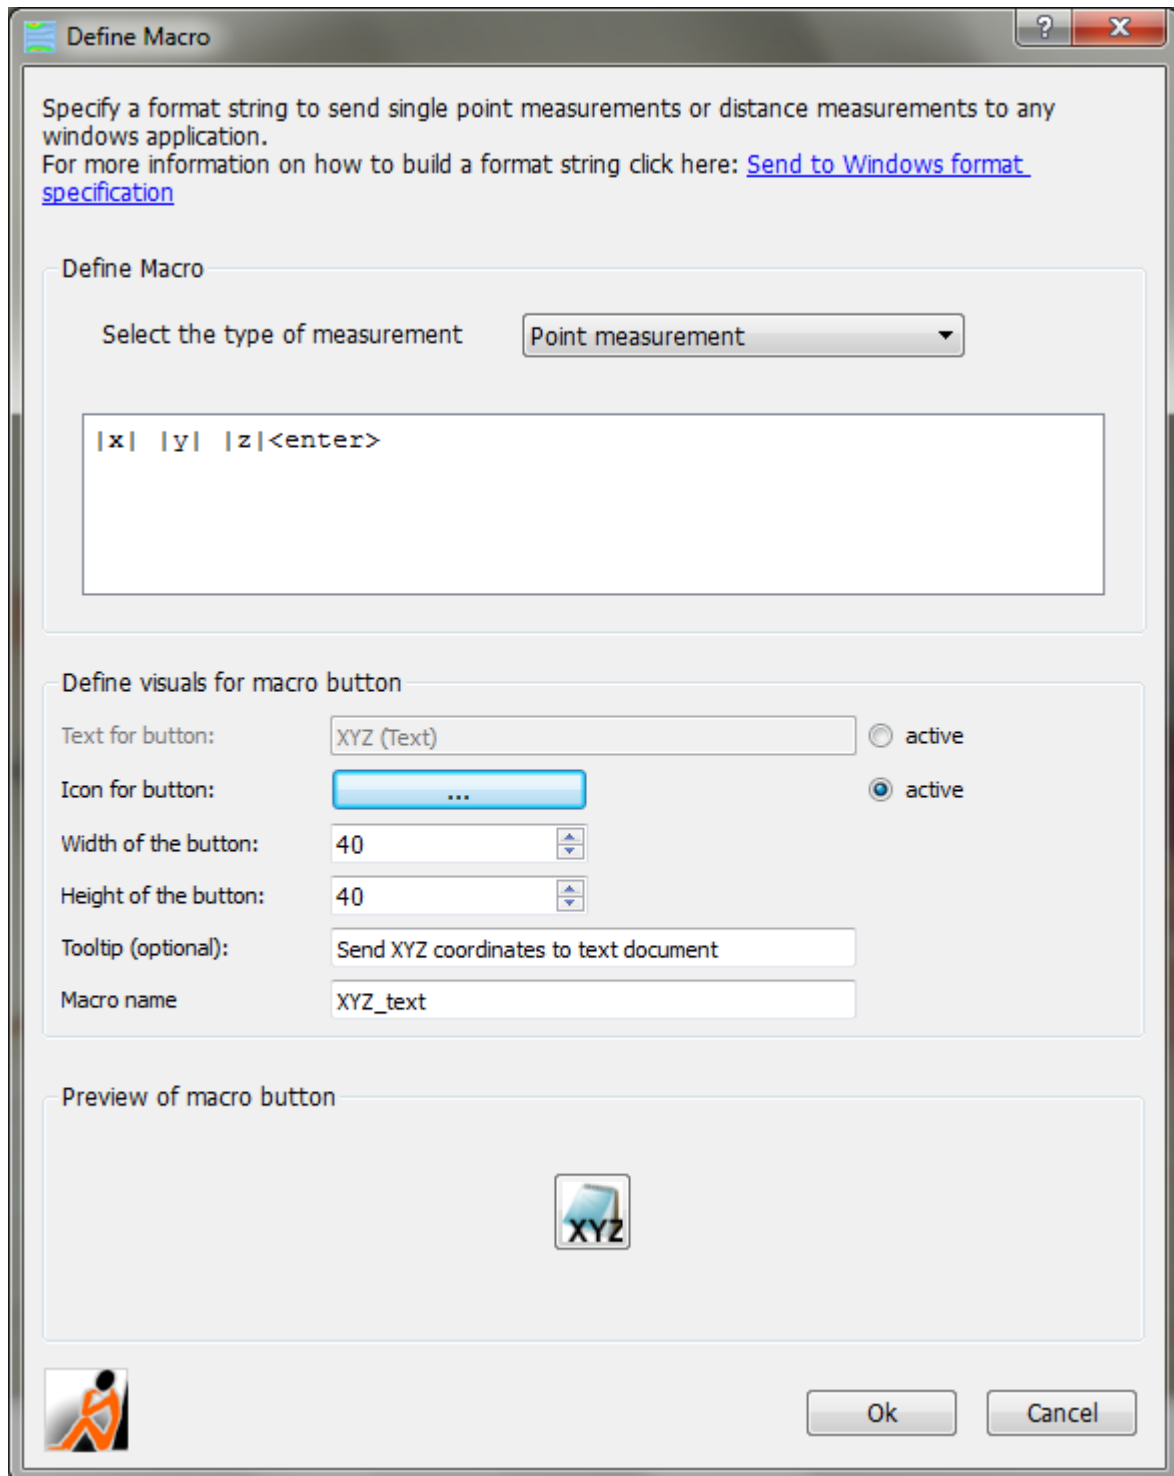 Define Macro
?
Specify a format string to send single point measurements or distance measurements to any
windows application.
For more information on how to build a format string click here: Send to Windows format
specification
Define Macro
Select the type of measurement Point measurement
|x| |y| |z|<enter>
Define visuals for macro button
Text for button: XYZ (Text) active
Icon for button: ... active
Width of the button: 40
Height of the button: 40
Tooltip (optional): Send XYZ coordinates to text document
Macro name XYZ_text
Preview of macro button
XYZ
Ok Cancel